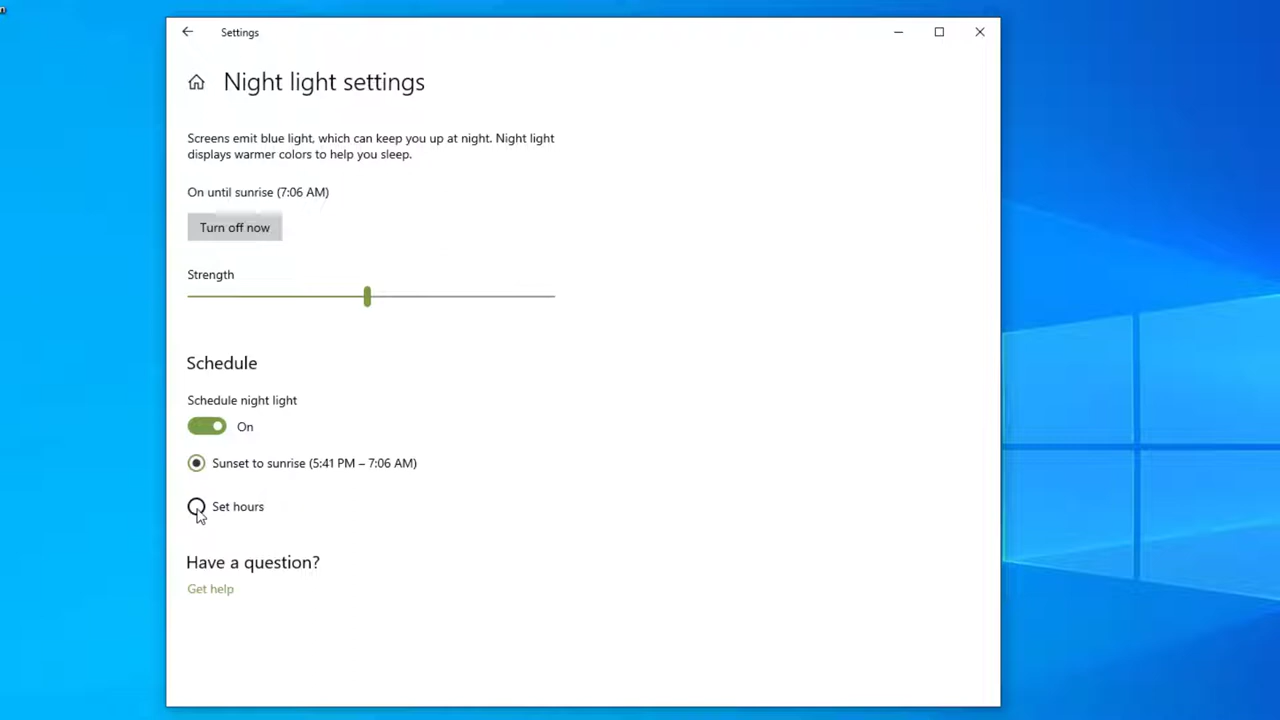 n
Settings
Night light settings
Screens emit blue light, which can keep you up at night. Night light
displays warmer colors to help you sleep.
On until sunrise (7:06 AM)
Turn off now
Strength
Schedule
Schedule night light
On
Sunset to sunrise (5:41 PM – 7:06 AM)
Set hours
Have a question?
Get help